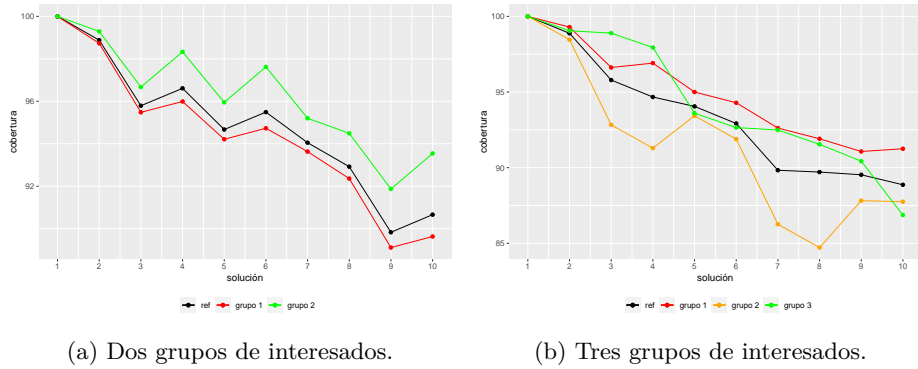 100
96
92
cobertura
1 2 3 4 5 6 7 8 9 10
solución
ref grupo 1 grupo 2
(a) Dos grupos de interesados.
100
95
90
85
cobertura
1 2 3 4 5 6 7 8 9 10
solución
ref grupo 1 grupo 2 grupo 3
(b) Tres grupos de interesados.